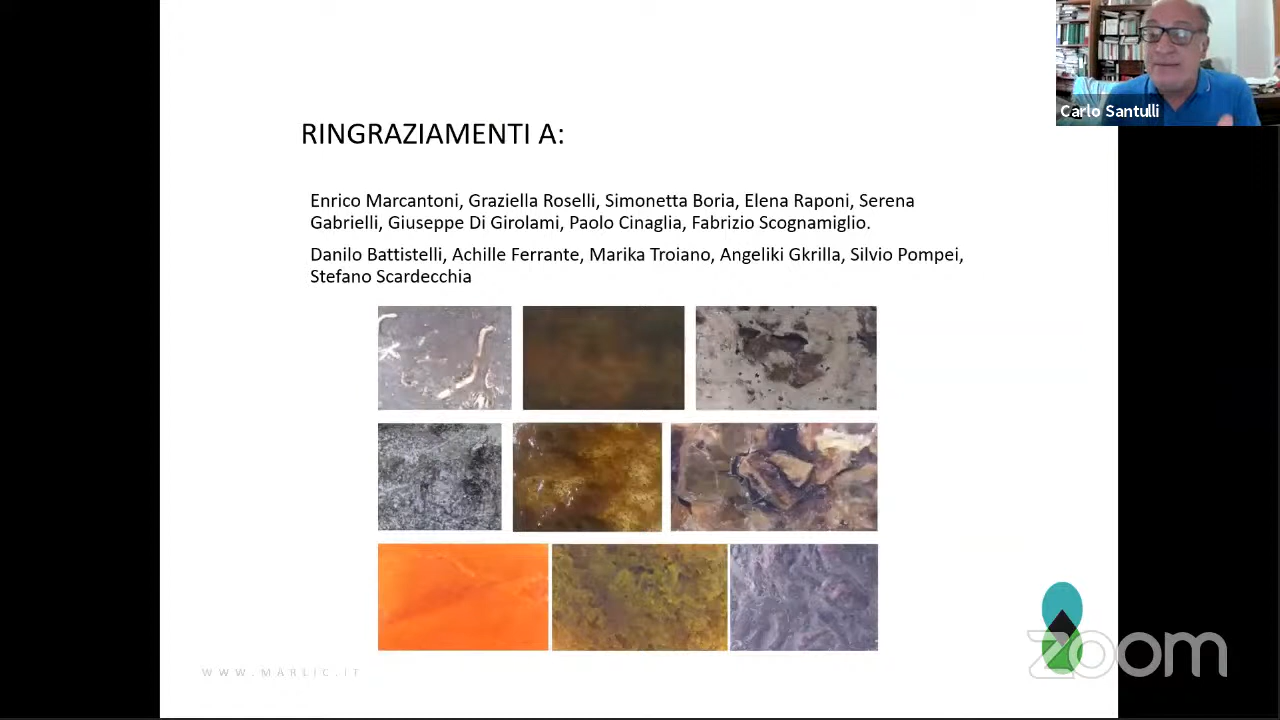 Carlo Santulli
RINGRAZIAMENTI A:
Enrico Marcantoni, Graziella Roselli, Simonetta Boria, Elena Raponi, Serena
Gabrielli, Giuseppe Di Girolami, Paolo Cinaglia, Fabrizio Scognamiglio.
Danilo Battistelli, Achille Ferrante, Marika Troiano, Angeliki Gkrilla, Silvio Pompei,
Stefano Scardecchia
WWW.MARLIC.IT
zoom